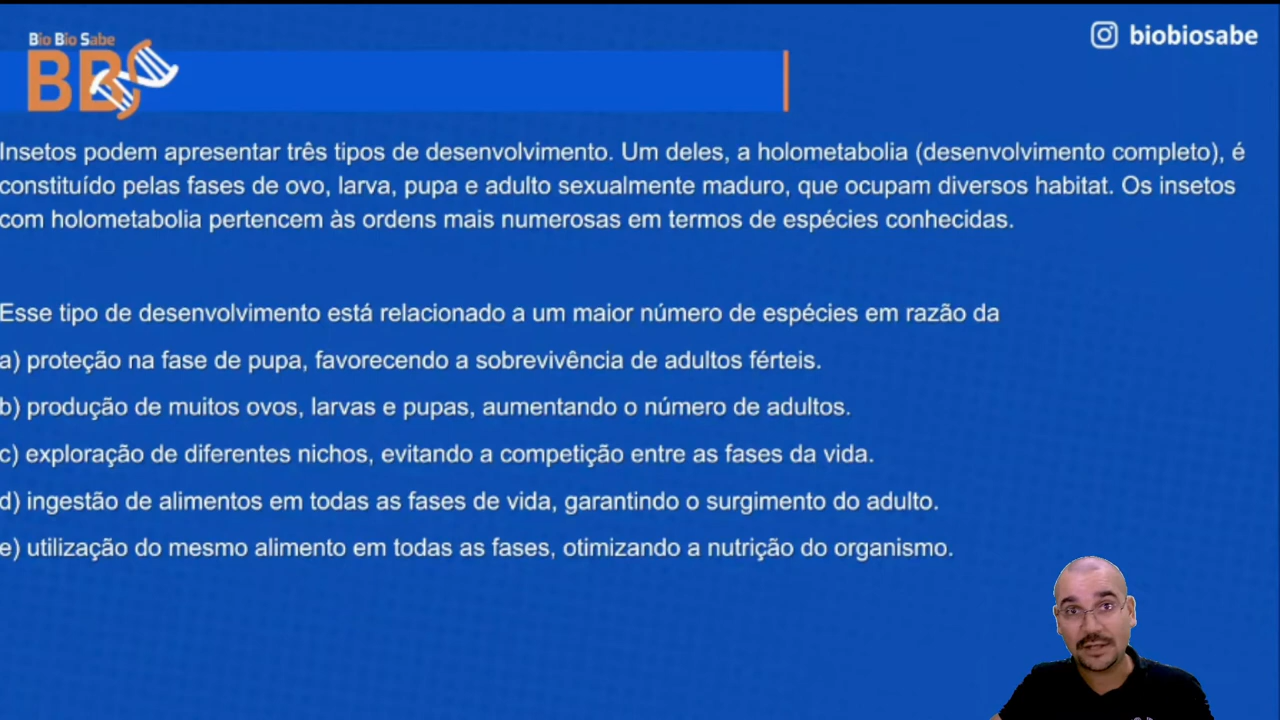 Bio Bio Sabe
BBS
biobiosabe
Insetos podem apresentar três tipos de desenvolvimento. Um deles, a holometabolia (desenvolvimento completo), é
constituído pelas fases de ovo, larva, pupa e adulto sexualmente maduro, que ocupam diversos habitat. Os insetos
com holometabolia pertencem às ordens mais numerosas em termos de espécies conhecidas.
Esse tipo de desenvolvimento está relacionado a um maior número de espécies em razão da
a) proteção na fase de pupa, favorecendo a sobrevivência de adultos férteis.
b) produção de muitos ovos, larvas e pupas, aumentando o número de adultos.
c) exploração de diferentes nichos, evitando a competição entre as fases da vida.
d) ingestão de alimentos em todas as fases de vida, garantindo o surgimento do adulto.
e) utilização do mesmo alimento em todas as fases, otimizando a nutrição do organismo.